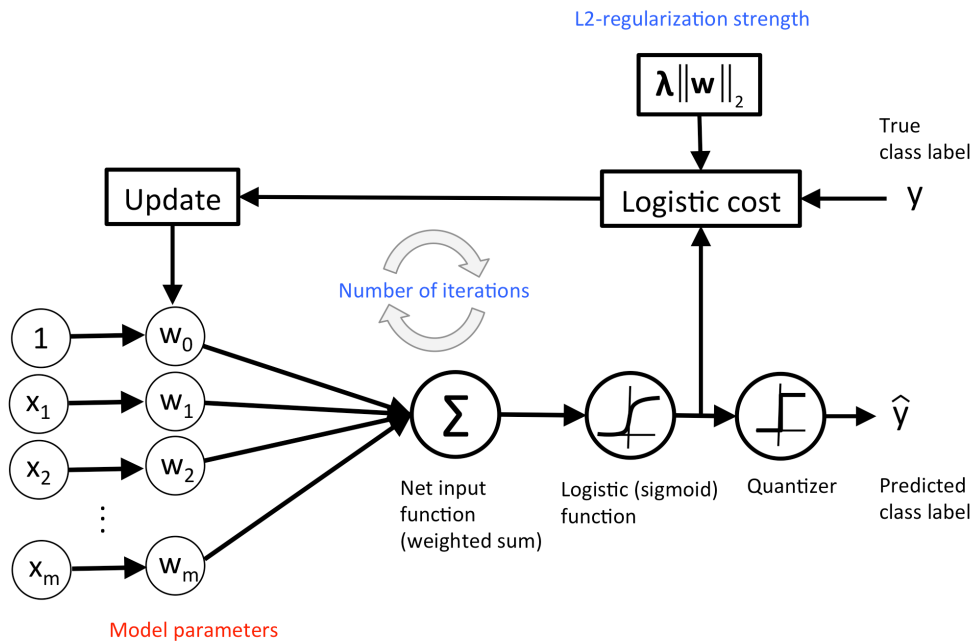 L2-regularization strength
λ‖w‖₂
True
class label
Update
Logistic cost
y
Number of iterations
1
w₀
x₁
w₁
x₂
w₂
⋮
xₘ
wₘ
Σ
ŷ
Net input
function
(weighted sum)
Logistic (sigmoid)
function
Quantizer
Predicted
class label
Model parameters